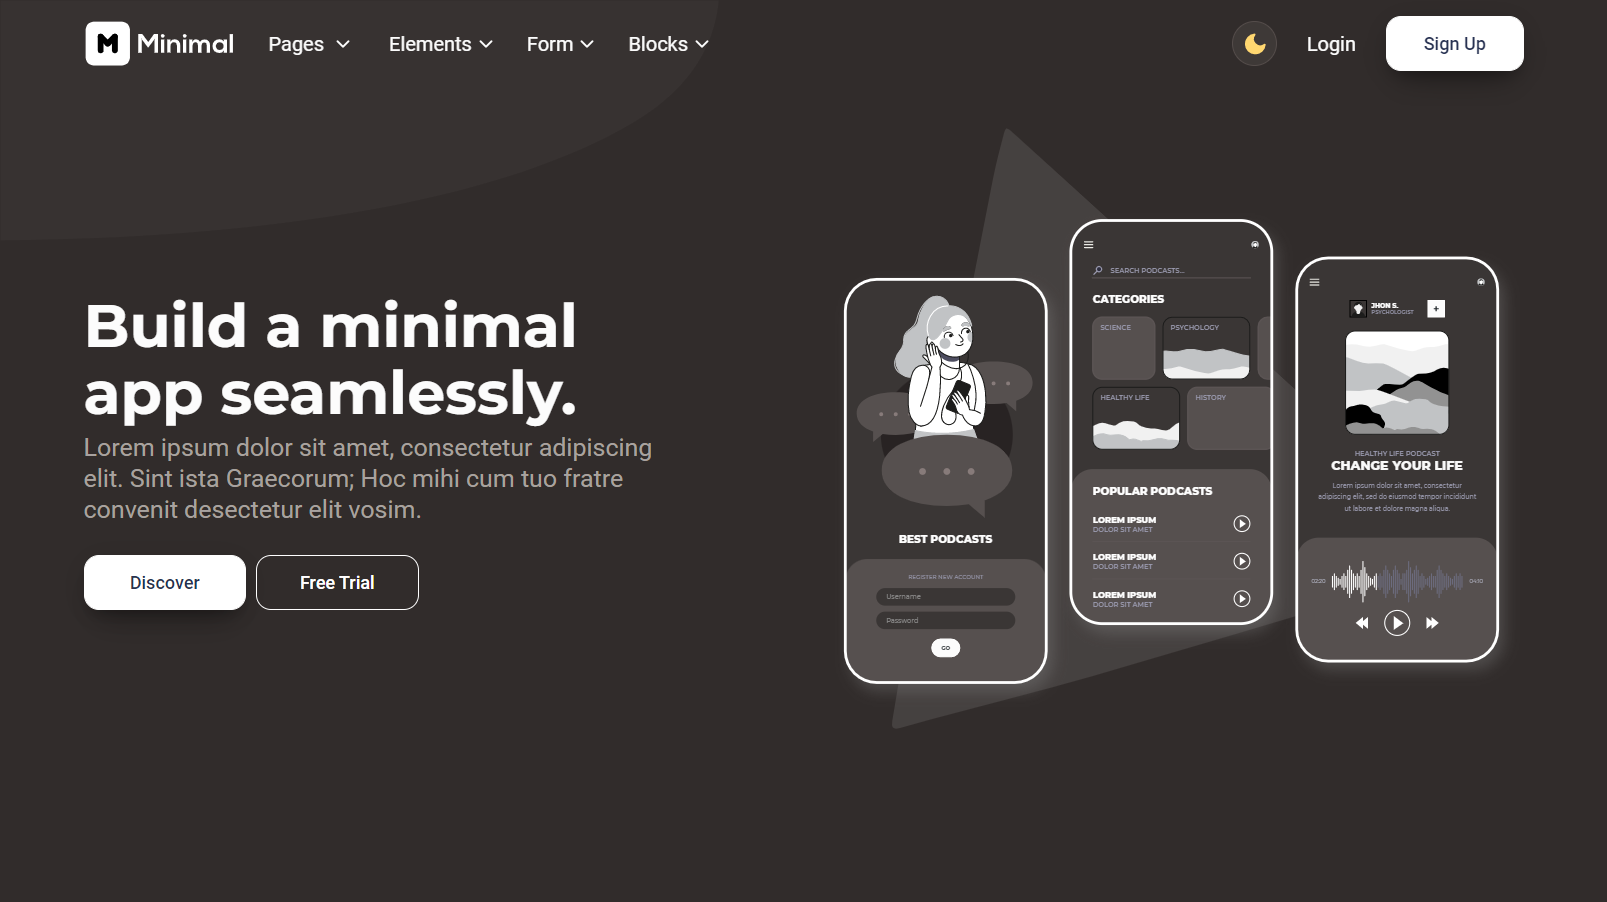 M Minimal
Pages
Elements
Form
Blocks
Login
Sign Up
Build a minimal
app seamlessly.
Lorem ipsum dolor sit amet, consectetur adipiscing
elit. Sint ista Graecorum; Hoc mihi cum tuo fratre
convenit desectetur elit vosim.
Discover
Free Trial
BEST PODCASTS
REGISTER NEW ACCOUNT
Username
Password
GO
SEARCH PODCASTS...
CATEGORIES
SCIENCE
PSYCHOLOGY
HEALTHY LIFE
HISTORY
POPULAR PODCASTS
LOREM IPSUM
DOLOR SIT AMET
LOREM IPSUM
DOLOR SIT AMET
LOREM IPSUM
DOLOR SIT AMET
JHON S.
PSYCHOLOGIST
+
HEALTHY LIFE PODCAST
CHANGE YOUR LIFE
Lorem ipsum dolor sit amet, consectetur
adipiscing elit, sed do eiusmod tempor incididunt
ut labore et dolore magna aliqua.
02:20
04:10